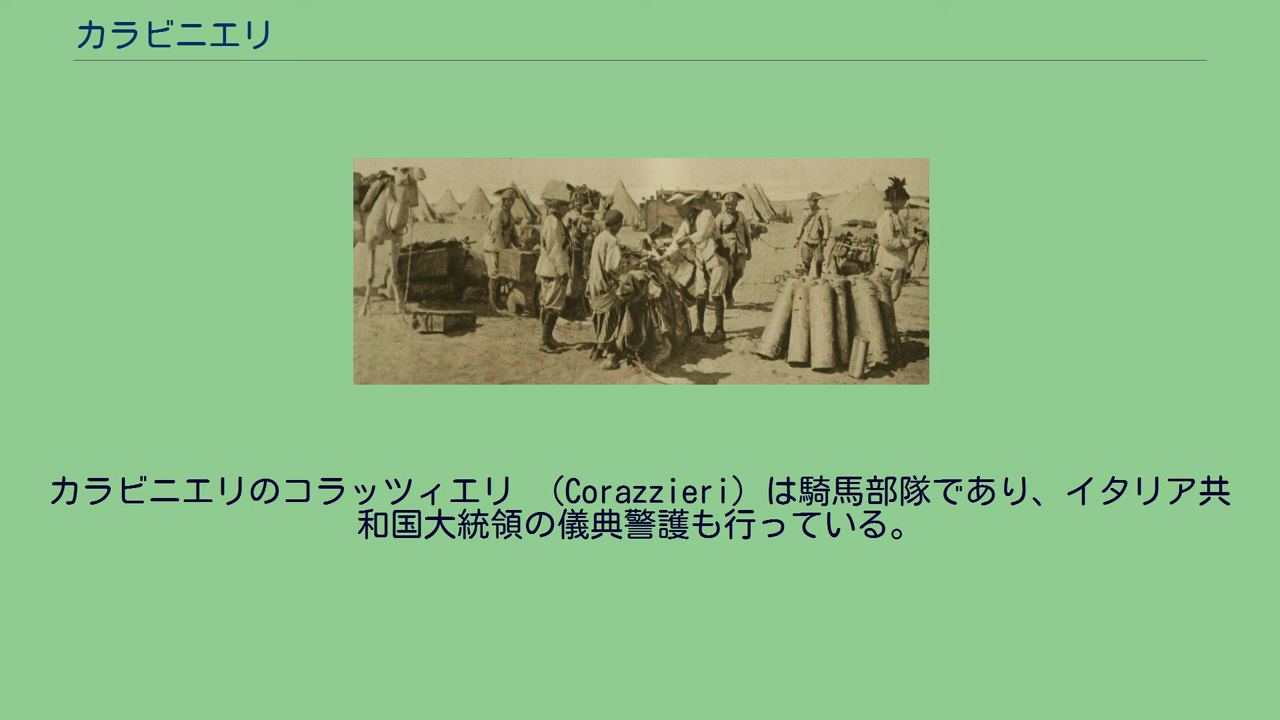 カラビニエリ
カラビニエリのコラッツィエリ （Corazzieri）は騎馬部隊であり、イタリア共
和国大統領の儀典警護も行っている。